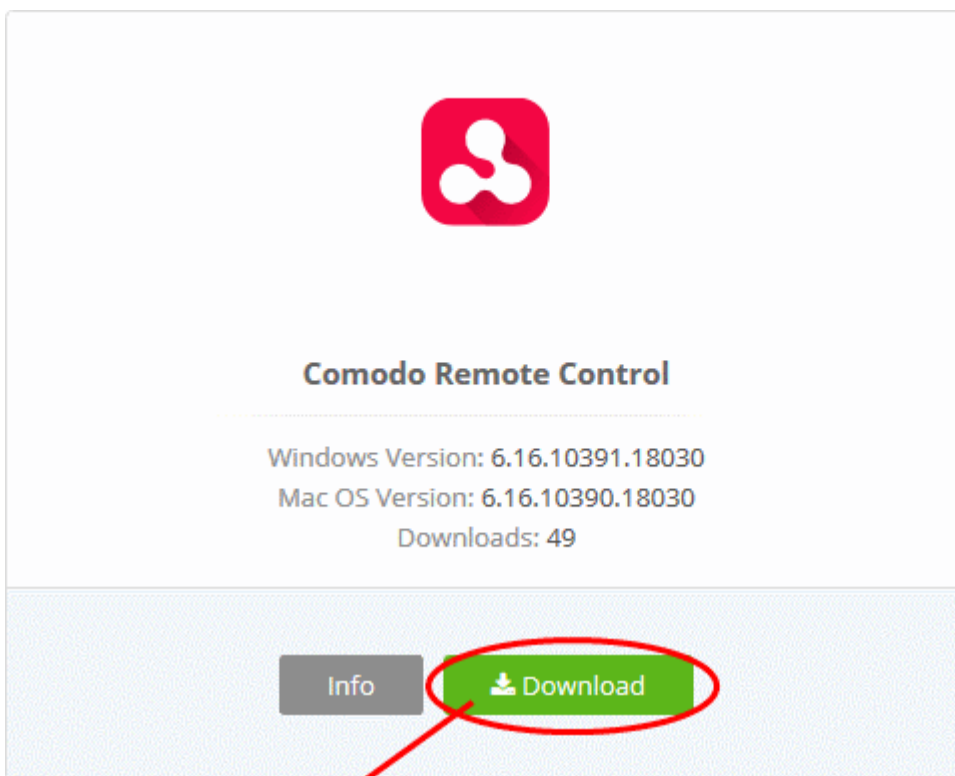 Comodo Remote Control
Windows Version: 6.16.10391.18030
Mac OS Version: 6.16.10390.18030
Downloads: 49
Info
Download